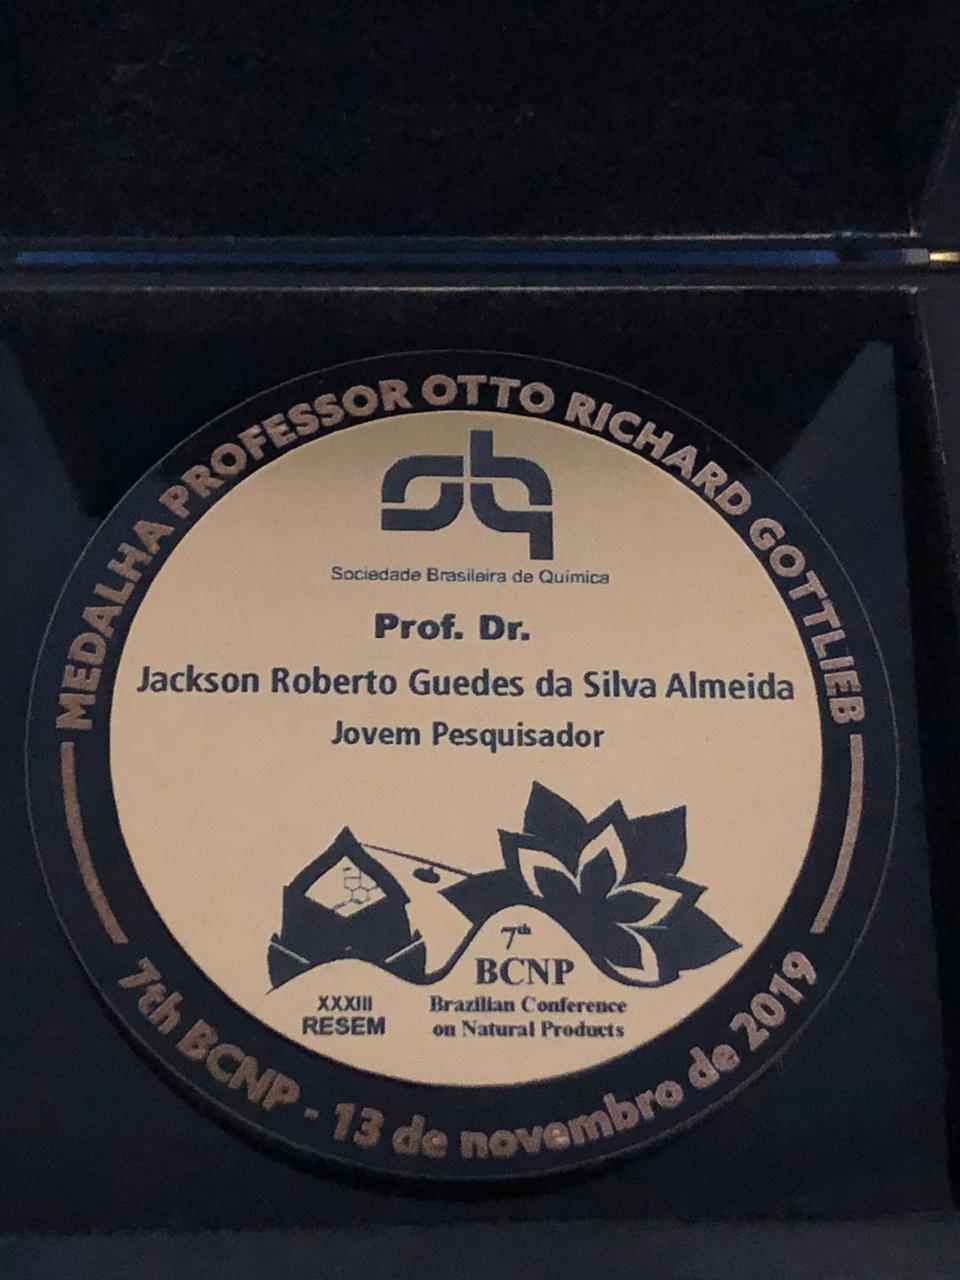 MEDALHA PROFESSOR OTTO RICHARD GOTTLIEB
sbq
Sociedade Brasileira de Química
Prof. Dr.
Jackson Roberto Guedes da Silva Almeida
Jovem Pesquisador
7th
BCNP
XXXIII
RESEM
Brazilian Conference
on Natural Products
7th BCNP - 13 de novembro de 2019